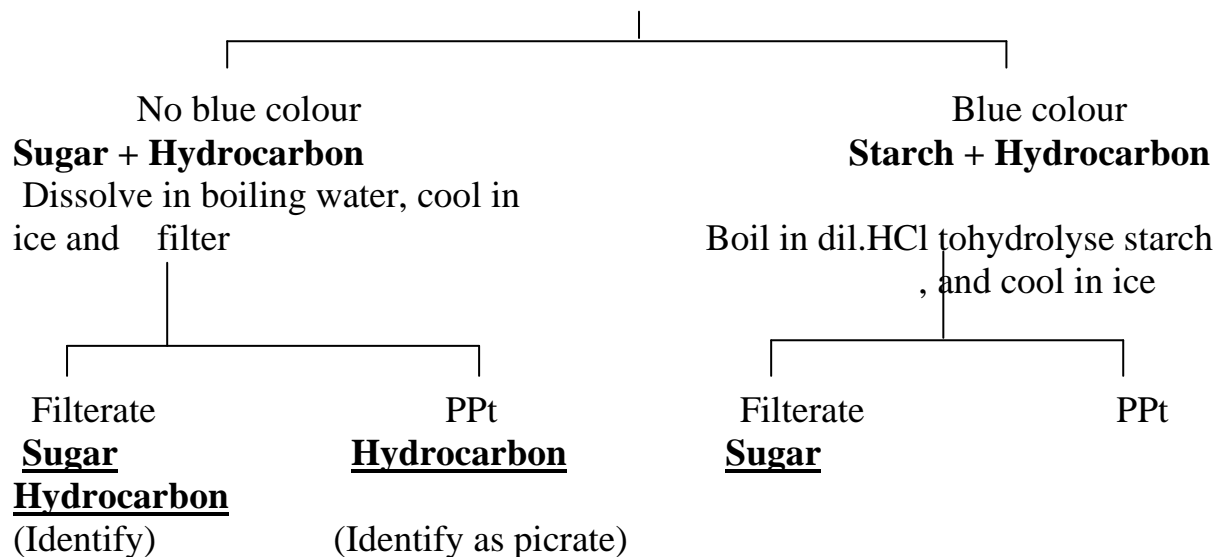 No blue colour Blue colour
Sugar + Hydrocarbon Starch + Hydrocarbon
Dissolve in boiling water, cool in
ice and filter Boil in dil.HCl tohydrolyse starch
, and cool in ice
Filterate PPt Filterate PPt
Sugar Hydrocarbon Sugar
Hydrocarbon
(Identify) (Identify as picrate)